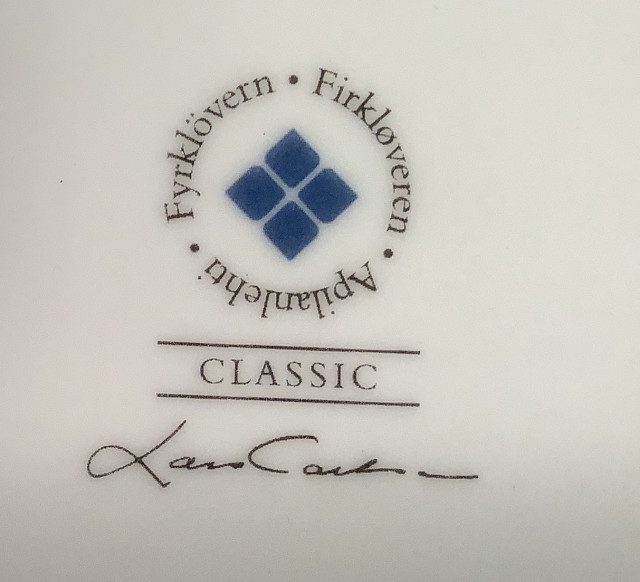 Fyrklövern • Firkløveren • Apilanlehti •
CLASSIC